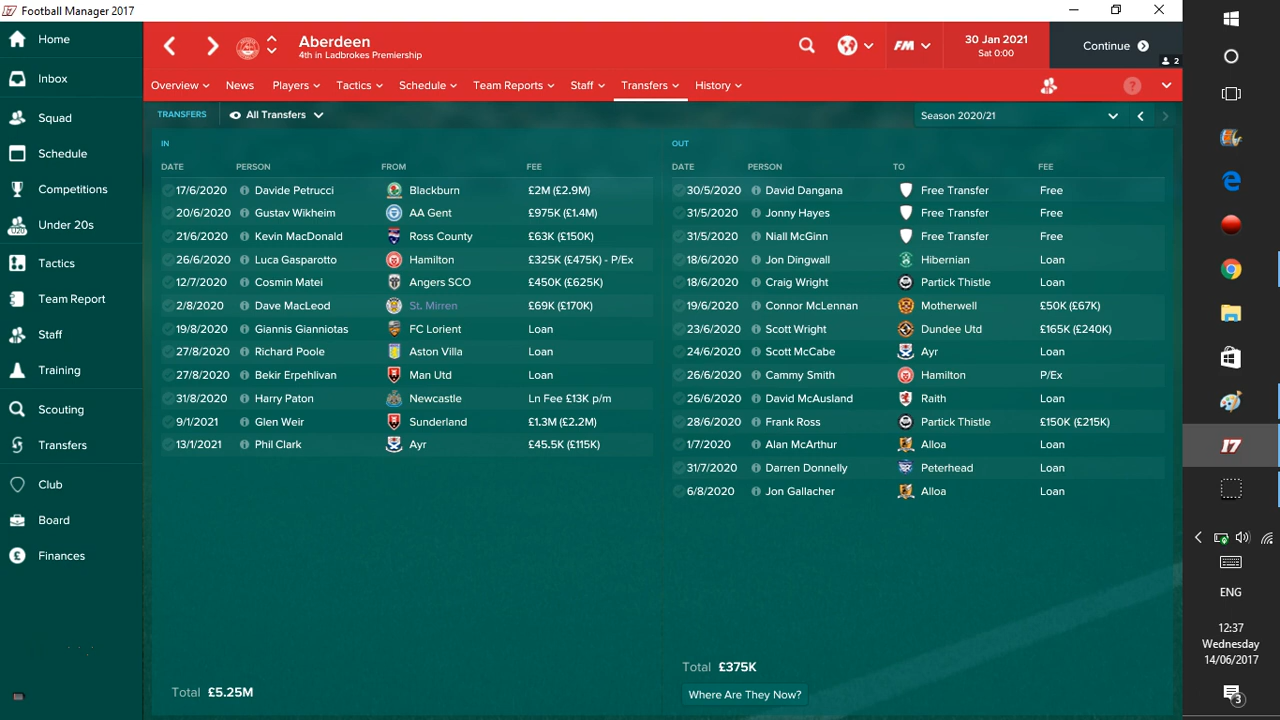 17 Football Manager 2017
Home
Inbox
Squad
Schedule
Competitions
U20 Under 20s
Tactics
Team Report
Staff
Training
Scouting
Transfers
Club
Board
£ Finances
Aberdeen
4th in Ladbrokes Premiership
FM
30 Jan 2021
Sat 0:00
Continue
2
Overview News Players Tactics Schedule Team Reports Staff Transfers History ?
TRANSFERS All Transfers Season 2020/21
IN
DATE PERSON FROM FEE
17/6/2020 Davide Petrucci Blackburn £2M (£2.9M)
20/6/2020 Gustav Wikheim AA Gent £975K (£1.4M)
21/6/2020 Kevin MacDonald Ross County £63K (£150K)
26/6/2020 Luca Gasparotto Hamilton £325K (£475K) - P/Ex
12/7/2020 Cosmin Matei Angers SCO £450K (£625K)
2/8/2020 Dave MacLeod St. Mirren £69K (£170K)
19/8/2020 Giannis Gianniotas FC Lorient Loan
27/8/2020 Richard Poole Aston Villa Loan
27/8/2020 Bekir Erpehlivan Man Utd Loan
31/8/2020 Harry Paton Newcastle Ln Fee £13K p/m
9/1/2021 Glen Weir Sunderland £1.3M (£2.2M)
13/1/2021 Phil Clark Ayr £45.5K (£115K)
Total £5.25M
OUT
DATE PERSON TO FEE
30/5/2020 David Dangana Free Transfer Free
31/5/2020 Jonny Hayes Free Transfer Free
31/5/2020 Niall McGinn Free Transfer Free
18/6/2020 Jon Dingwall Hibernian Loan
18/6/2020 Craig Wright Partick Thistle Loan
19/6/2020 Connor McLennan Motherwell £50K (£67K)
23/6/2020 Scott Wright Dundee Utd £165K (£240K)
24/6/2020 Scott McCabe Ayr Loan
26/6/2020 Cammy Smith Hamilton P/Ex
26/6/2020 David McAusland Raith Loan
28/6/2020 Frank Ross Partick Thistle £150K (£215K)
1/7/2020 Alan McArthur Alloa Loan
31/7/2020 Darren Donnelly Peterhead Loan
6/8/2020 Jon Gallacher Alloa Loan
Total £375K
Where Are They Now?
17
ENG
12:37
Wednesday
14/06/2017
3